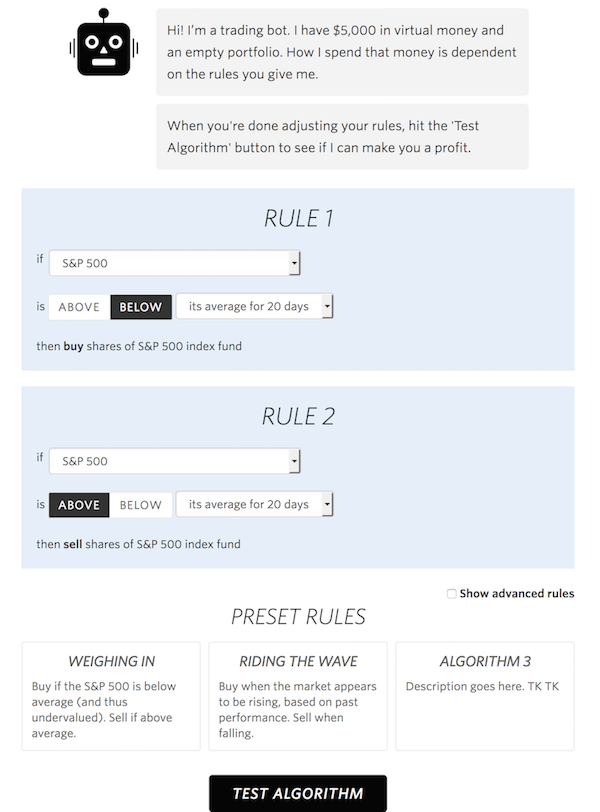 Hi! I'm a trading bot. I have $5,000 in virtual money and
an empty portfolio. How I spend that money is dependent
on the rules you give me.
When you're done adjusting your rules, hit the 'Test
Algorithm' button to see if I can make you a profit.
RULE 1
if S&P 500
is ABOVE BELOW its average for 20 days
then buy shares of S&P 500 index fund
RULE 2
if S&P 500
is ABOVE BELOW its average for 20 days
then sell shares of S&P 500 index fund
Show advanced rules
PRESET RULES
WEIGHING IN
Buy if the S&P 500 is below
average (and thus
undervalued). Sell if above
average.
RIDING THE WAVE
Buy when the market appears
to be rising, based on past
performance. Sell when
falling.
ALGORITHM 3
Description goes here. TK TK
TEST ALGORITHM